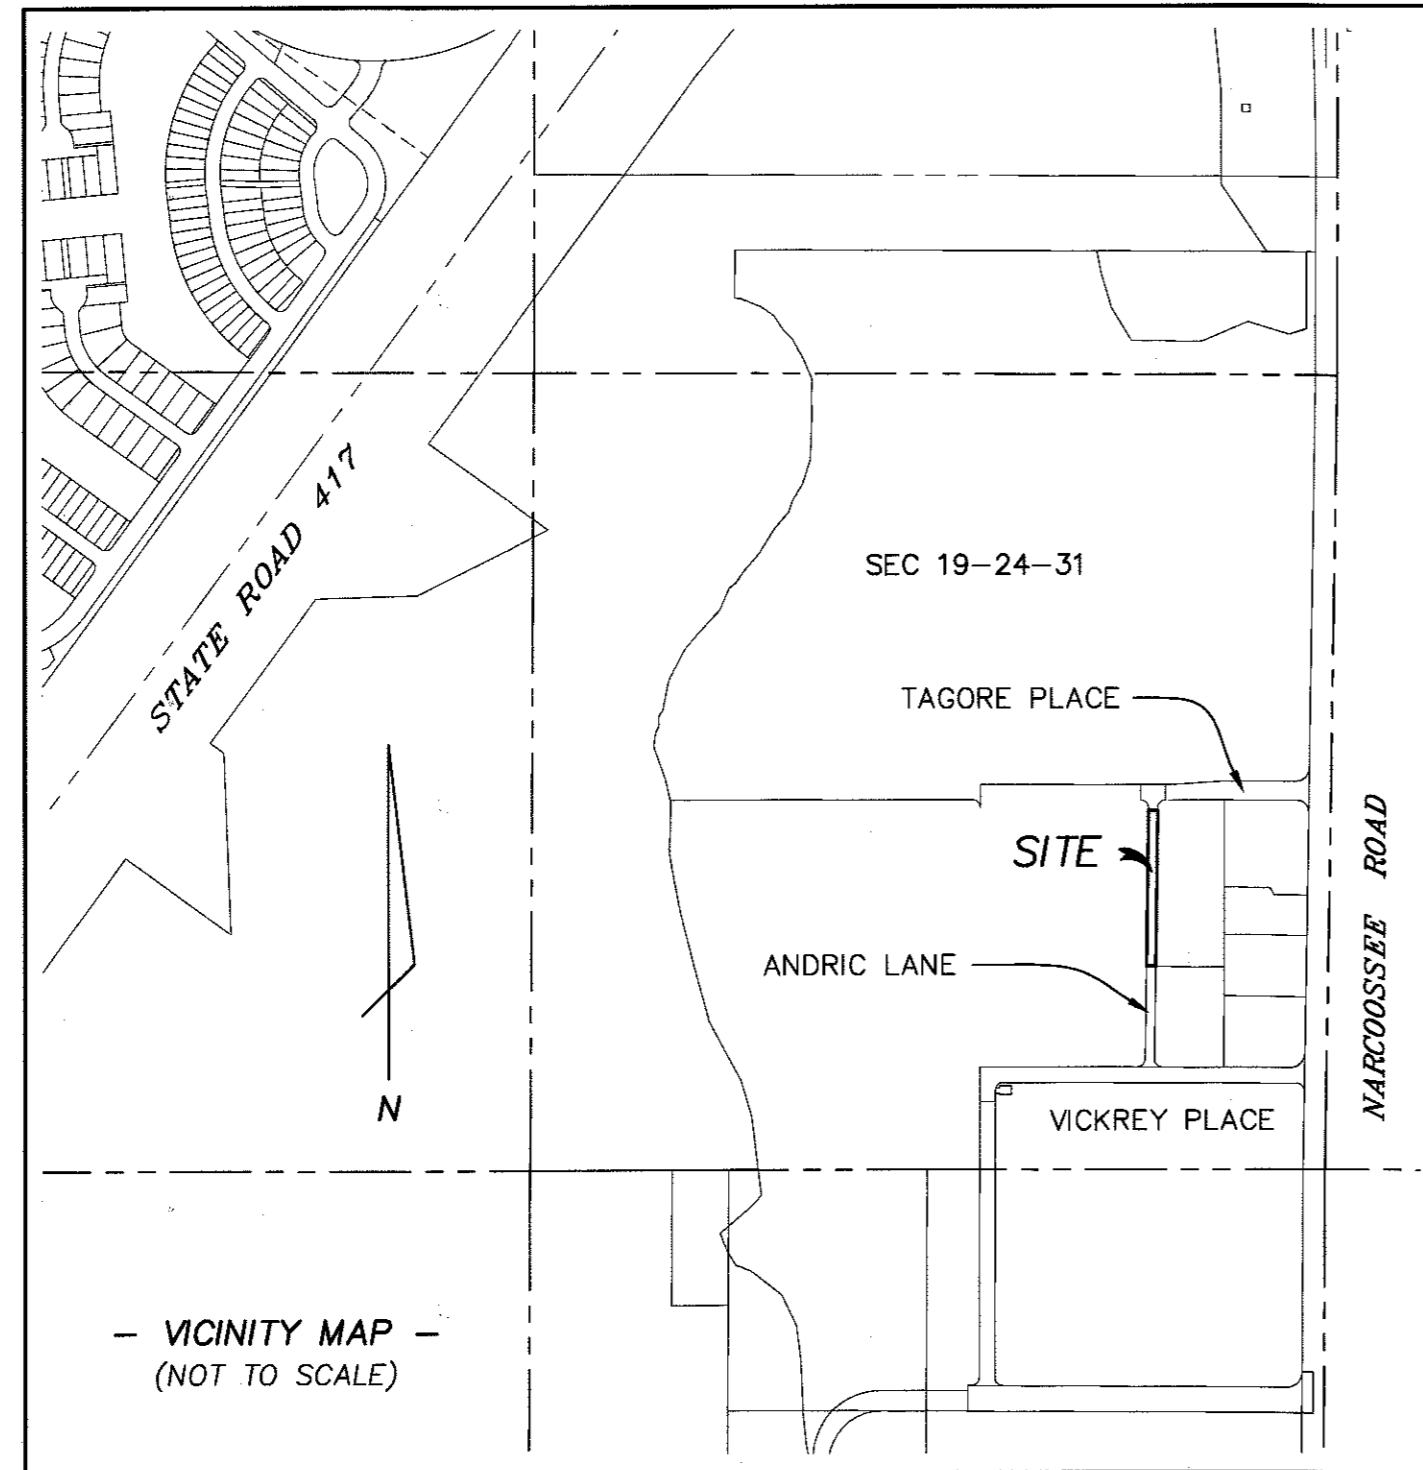 STATE ROAD 417
SEC 19-24-31
TAGORE PLACE
SITE
NARCOOSSEE ROAD
ANDRIC LANE
N
VICKREY PLACE
- VICINITY MAP -
(NOT TO SCALE)